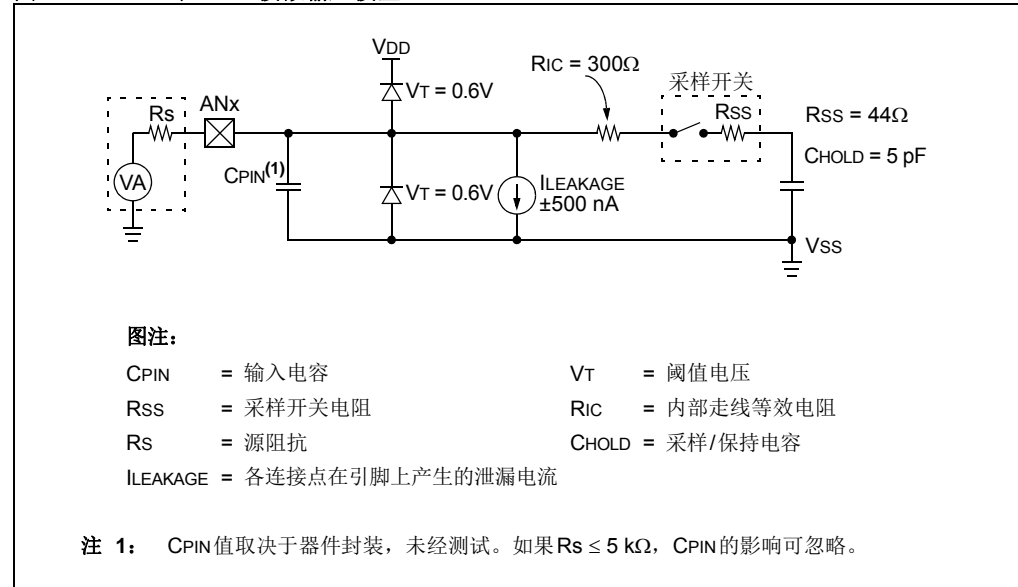 VDD
RIC = 300Ω
采样开关
VT = 0.6V
Rs
ANx
RSS
RSS = 44Ω
CHOLD = 5 pF
VA
CPIN(1)
VT = 0.6V
ILEAKAGE
±500 nA
VSS
图注：
CPIN = 输入电容
VT = 阈值电压
RSS = 采样开关电阻
RIC = 内部走线等效电阻
RS = 源阻抗
CHOLD = 采样/保持电容
ILEAKAGE = 各连接点在引脚上产生的泄漏电流
注 1： CPIN值取决于器件封装，未经测试。如果Rs ≤ 5 kΩ，CPIN的影响可忽略。